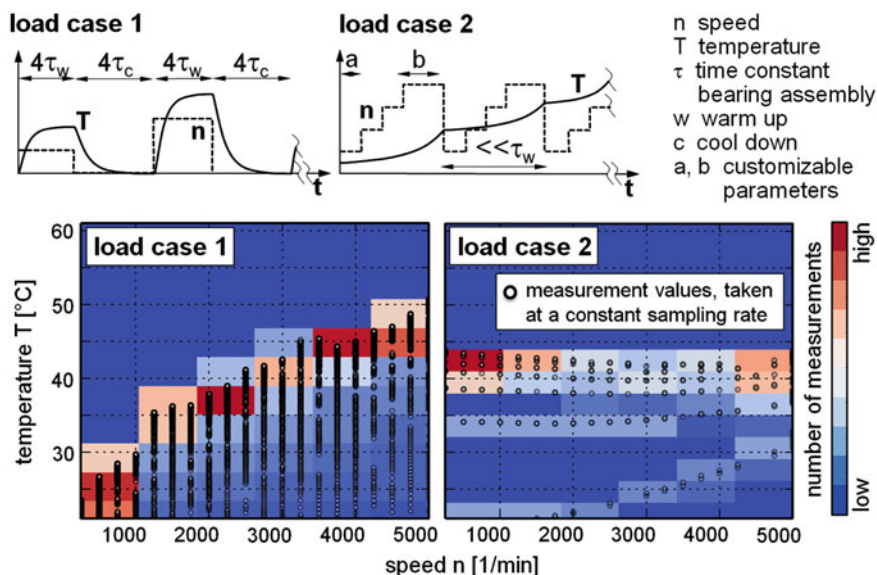 load case 1
4τw 4τc 4τw 4τc
T
n
t
load case 2
a b
n
T
<<τw
t
n speed
T temperature
τ time constant
bearing assembly
w warm up
c cool down
a, b customizable
parameters
temperature T [°C]
60
50
40
30
load case 1
1000 2000 3000 4000 5000
load case 2
measurement values, taken
at a constant sampling rate
1000 2000 3000 4000 5000
speed n [1/min]
number of measurements
high
low